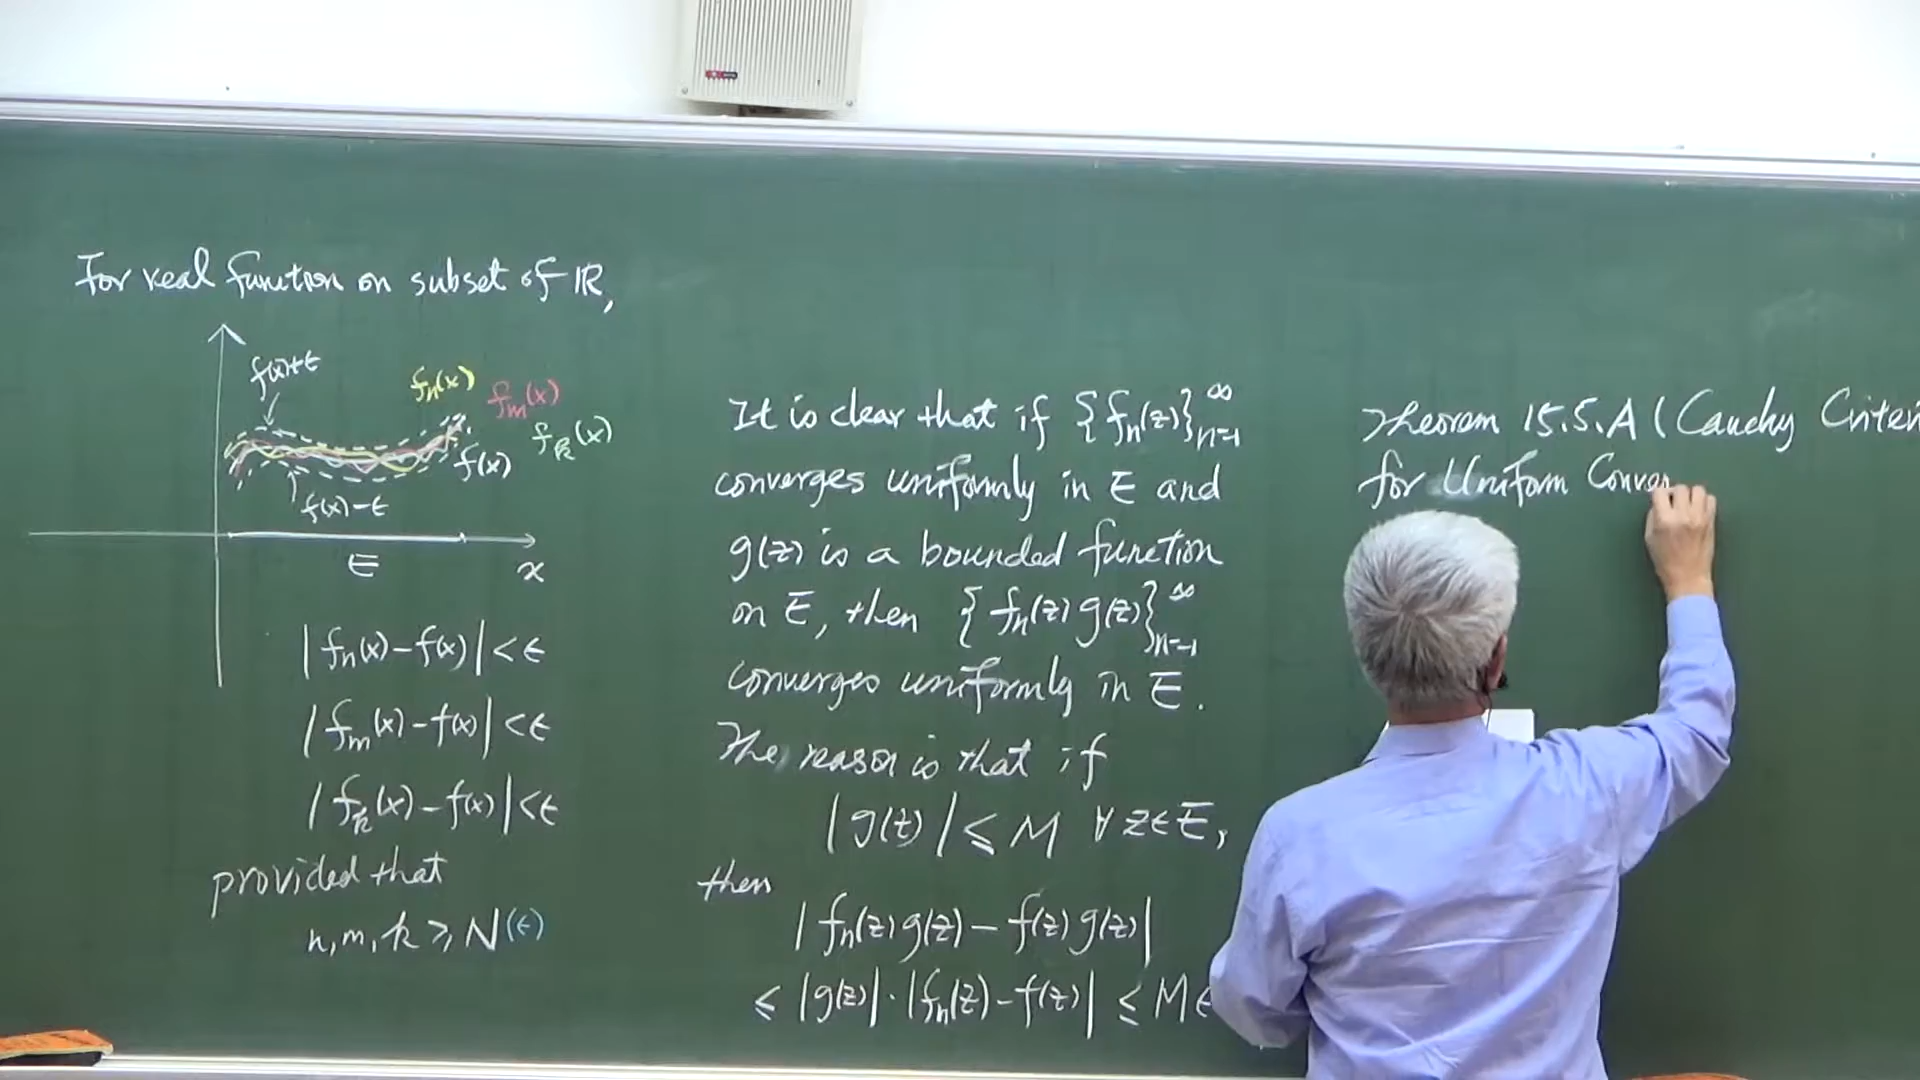 For real function on subset of ℝ,
f(x)+ε
fn(x)
fm(x)
fk(x)
f(x)
f(x)-ε
E
x
|fn(x)-f(x)|<ε
|fm(x)-f(x)|<ε
|fk(x)-f(x)|<ε
provided that
n,m,k ≥ N(ε)
It is clear that if {fn(z)}∞n=1
converges uniformly in E and
g(z) is a bounded function
on E, then {fn(z)g(z)}∞n=1
converges uniformly in E.
The reason is that if
|g(z)| ≤ M ∀ z∈E,
then
|fn(z)g(z)-f(z)g(z)|
≤ |g(z)|·|fn(z)-f(z)| ≤ Mε
Theorem 15.5.A (Cauchy Criteri
for Uniform Conver